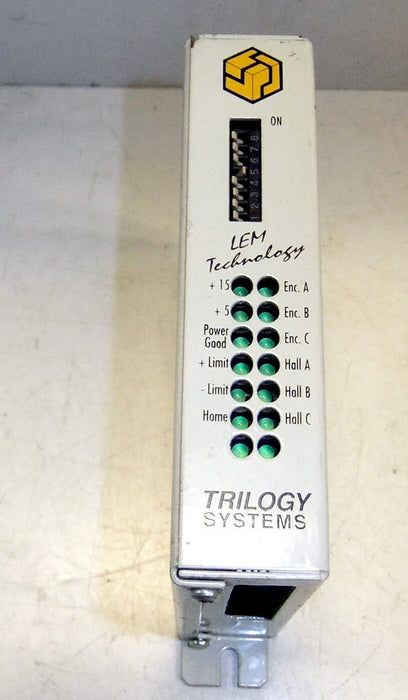 ON
1 2 3 4 5 6 7 8
LEM
Technology
+ 15 Enc. A
+ 5 Enc. B
Power
Good Enc. C
+ Limit Hall A
- Limit Hall B
Home Hall C
TRILOGY
SYSTEMS